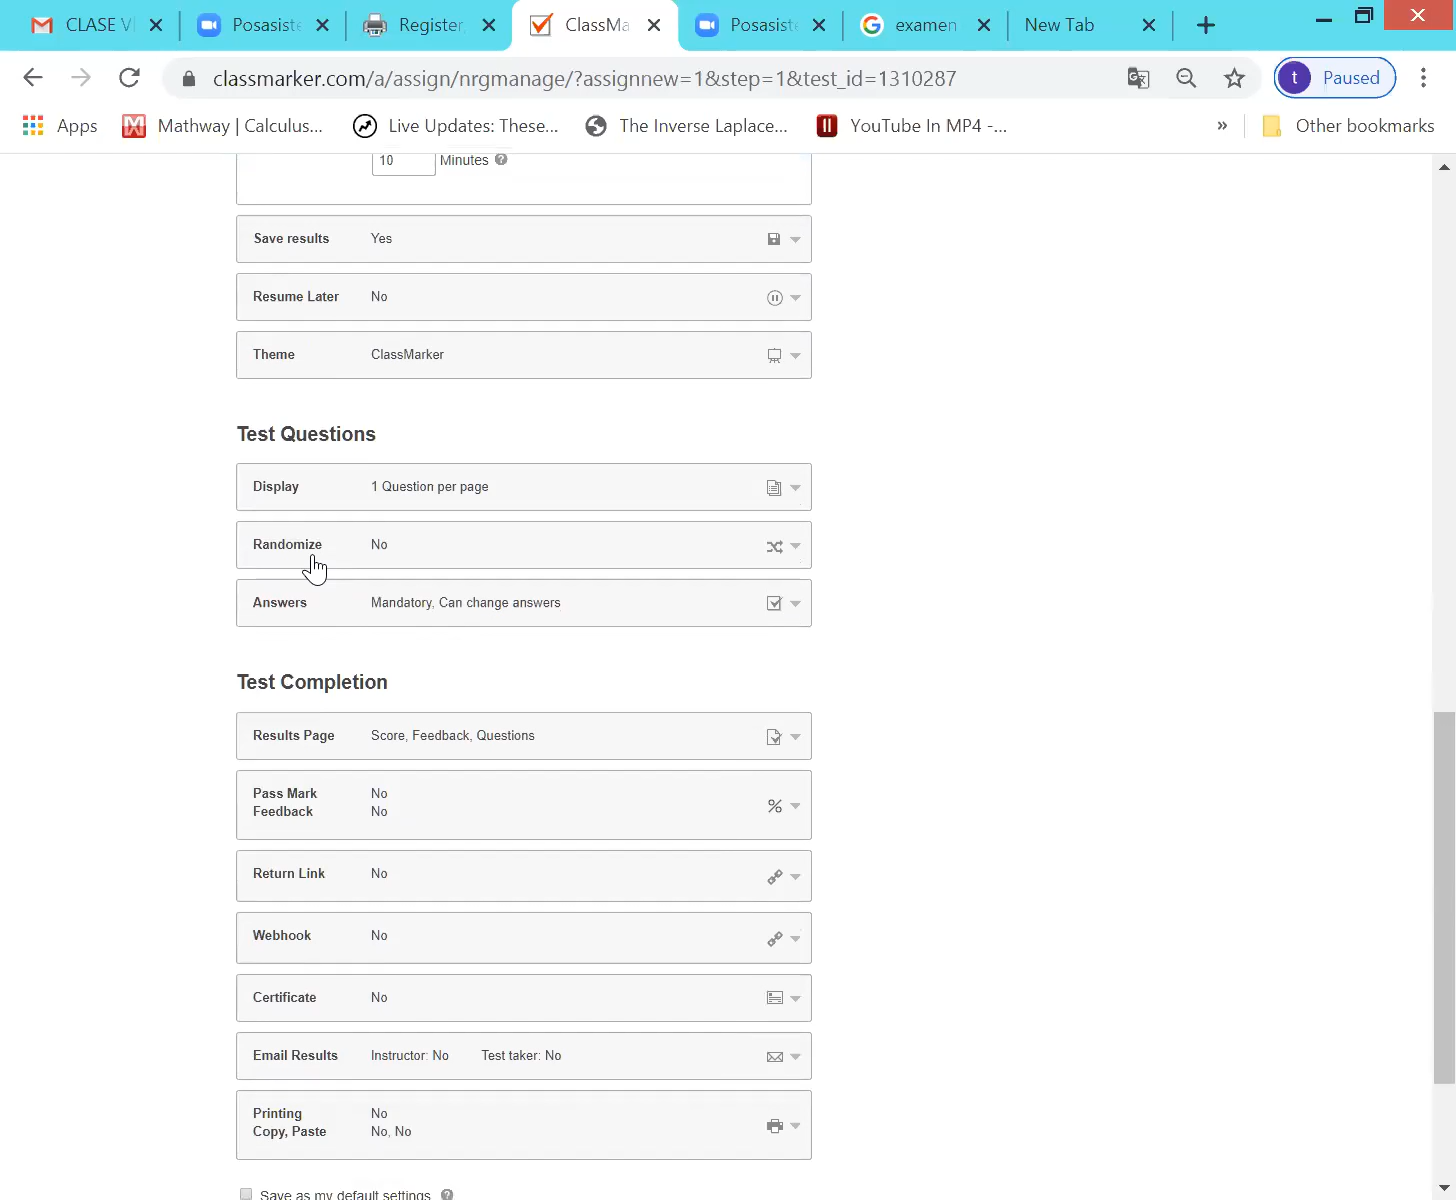 CLASE V
Posasiste
Register,
ClassMa
Posasiste
examen
New Tab
classmarker.com/a/assign/nrgmanage/?assignnew=1&step=1&test_id=1310287
t Paused
Apps
Mathway | Calculus...
Live Updates: These...
The Inverse Laplace...
YouTube In MP4 -...
»
Other bookmarks
10 Minutes ?
Save results Yes
Resume Later No
Theme ClassMarker
Test Questions
Display 1 Question per page
Randomize No
Answers Mandatory, Can change answers
Test Completion
Results Page Score, Feedback, Questions
Pass Mark No
Feedback No
%
Return Link No
Webhook No
Certificate No
Email Results Instructor: No Test taker: No
Printing No
Copy, Paste No, No
Save as my default settings ?